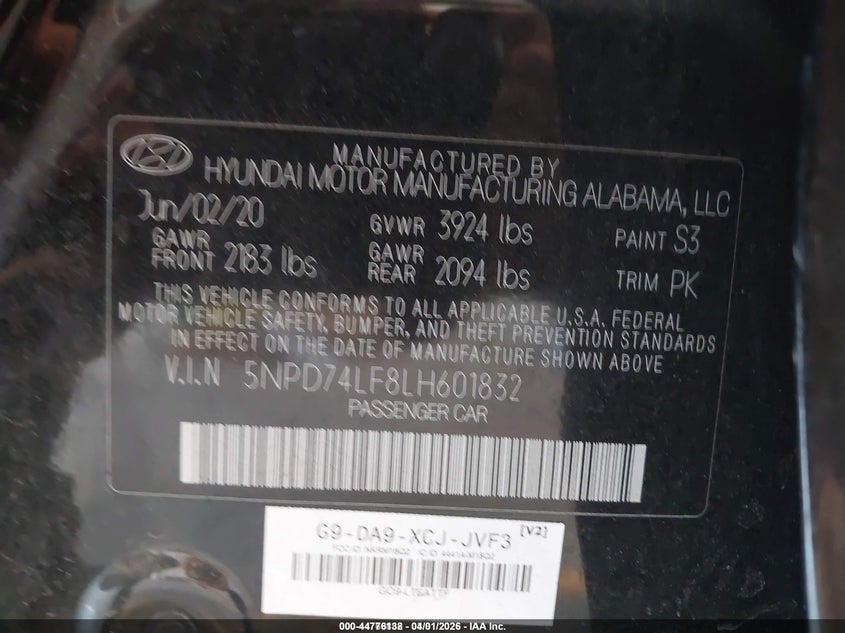 MANUFACTURED BY
HYUNDAI MOTOR MANUFACTURING ALABAMA, LLC
Jun/02/20 GVWR 3924 lbs PAINT S3
GAWR FRONT 2183 lbs GAWR REAR 2094 lbs TRIM PK
THIS VEHICLE CONFORMS TO ALL APPLICABLE U.S.A. FEDERAL
MOTOR VEHICLE SAFETY, BUMPER, AND THEFT PREVENTION STANDARDS
IN EFFECT ON THE DATE OF MANUFACTURE SHOWN ABOVE
V.I.N 5NPD74LF8LH601832
PASSENGER CAR
G9-DA9-XCJ-JVF3 [V2]
FCC ID
04/01/2026 - IAA Inc.